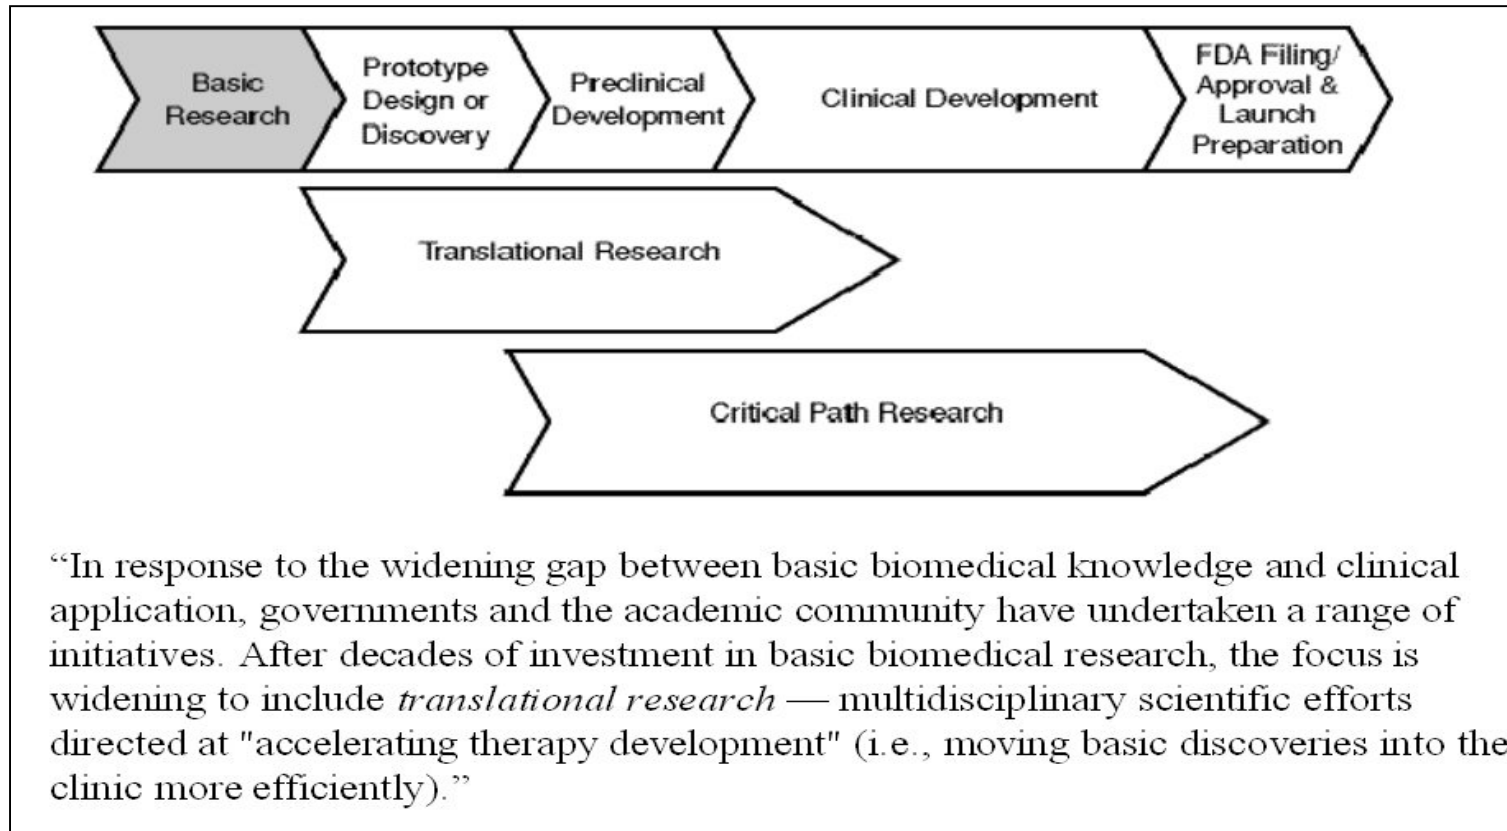 Basic
Research
Prototype
Design or
Discovery
Preclinical
Development
Clinical Development
FDA Filing/
Approval &
Launch
Preparation
Translational Research
Critical Path Research
“In response to the widening gap between basic biomedical knowledge and clinical
application, governments and the academic community have undertaken a range of
initiatives. After decades of investment in basic biomedical research, the focus is
widening to include translational research — multidisciplinary scientific efforts
directed at "accelerating therapy development" (i.e., moving basic discoveries into the
clinic more efficiently).”